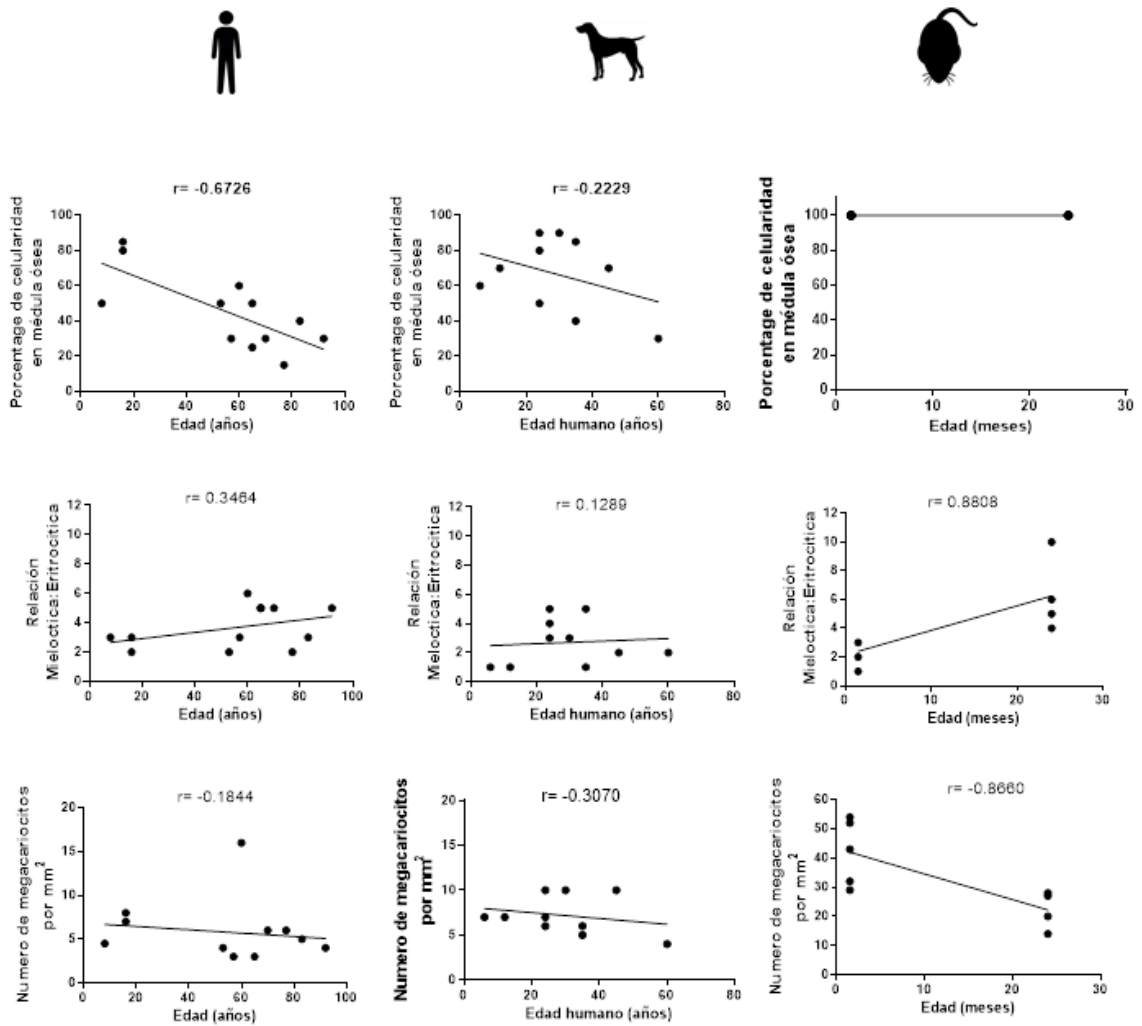 r= -0.6726
Porcentage de celularidad
en médula ósea
100
80
60
40
20
0
0 20 40 60 80 100
Edad (años)
r= -0.2229
Porcentage de celularidad
en médula ósea
100
80
60
40
20
0
0 20 40 60 80
Edad humano (años)
Porcentage de celularidad
en médula ósea
100
80
60
40
20
0
0 10 20 30
Edad (meses)
r= 0.3464
Relación
Mieloctica:Eritrocitica
12
10
8
6
4
2
0
0 20 40 60 80 100
Edad (años)
r= 0.1289
Relación
Mieloctica:Eritrocitica
12
10
8
6
4
2
0
0 20 40 60 80
Edad humano (años)
r= 0.8808
Relación
Mieloctica:Eritrocitica
12
10
8
6
4
2
0
0 10 20 30
Edad (meses)
r= -0.1844
Numero de megacariocitos
por mm²
20
15
10
5
0
0 20 40 60 80 100
Edad (años)
r= -0.3070
Numero de megacariocitos
por mm²
20
15
10
5
0
0 20 40 60 80
Edad humano (años)
r= -0.8660
Numero de megacariocitos
por mm²
60
50
40
30
20
10
0
0 10 20 30
Edad (meses)